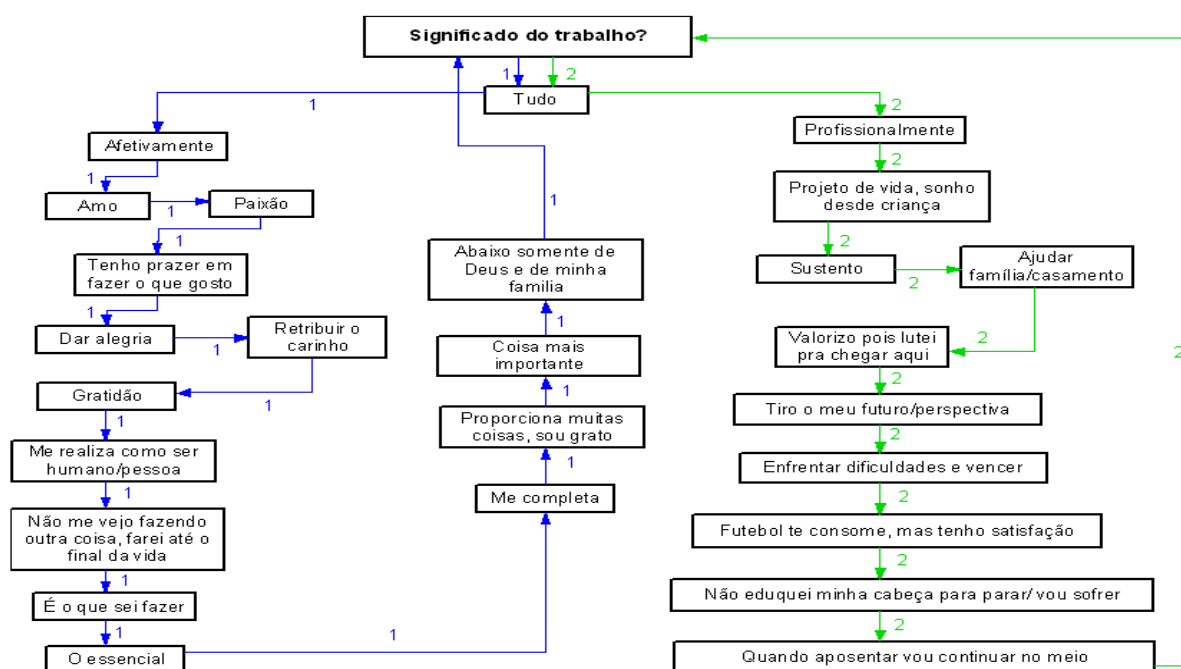 Significado do trabalho?
1
2
Tudo
1
2
Afetivamente
1
Amo
1
Paixão
1
Tenho prazer em
fazer o que gosto
1
Dar alegria
1
Retribuir o
carinho
1
Gratidão
1
Me realiza como ser
humano/pessoa
1
Não me vejo fazendo
outra coisa, farei até o
final da vida
1
É o que sei fazer
1
O essencial
1
Me completa
1
Proporciona muitas
coisas, sou grato
1
Coisa mais
importante
1
Abaixo somente de
Deus e de minha
familia
1
Profissionalmente
2
Projeto de vida, sonho
desde criança
2
Sustento
2
Ajudar
família/casamento
2
Valorizo pois lutei
pra chegar aqui
2
Tiro o meu futuro/perspectiva
2
Enfrentar dificuldades e vencer
2
Futebol te consome, mas tenho satisfação
2
Não eduquei minha cabeça para parar/ vou sofrer
2
Quando aposentar vou continuar no meio
2